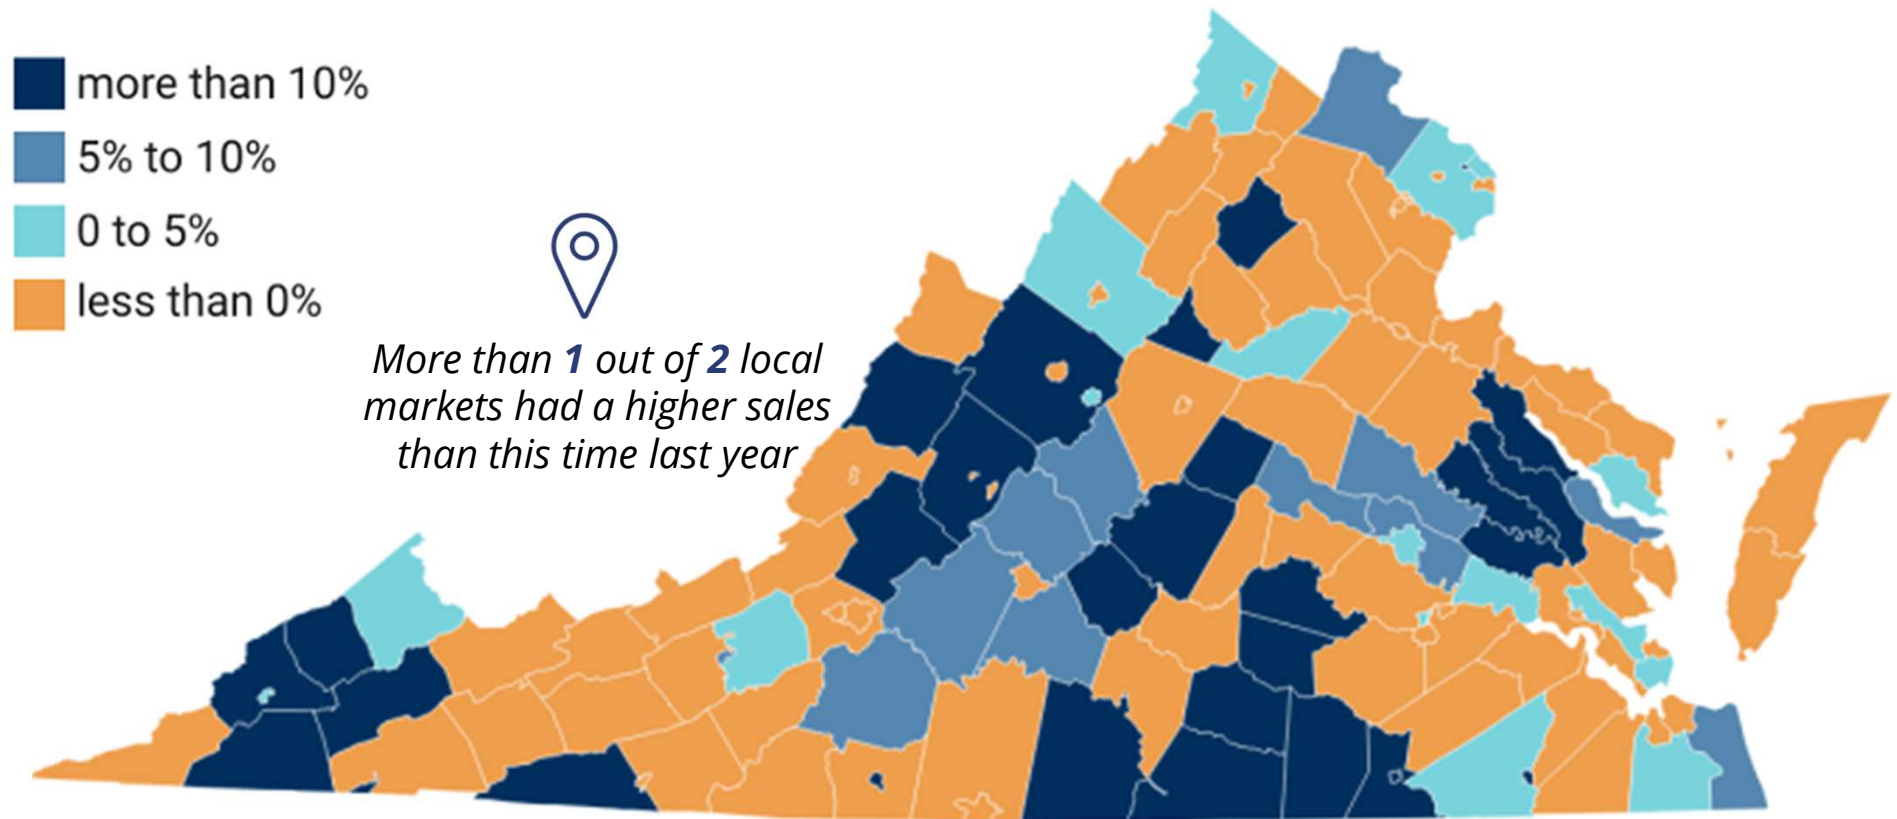 more than 10%
5% to 10%
0 to 5%
less than 0%
More than 1 out of 2 local
markets had a higher sales
than this time last year